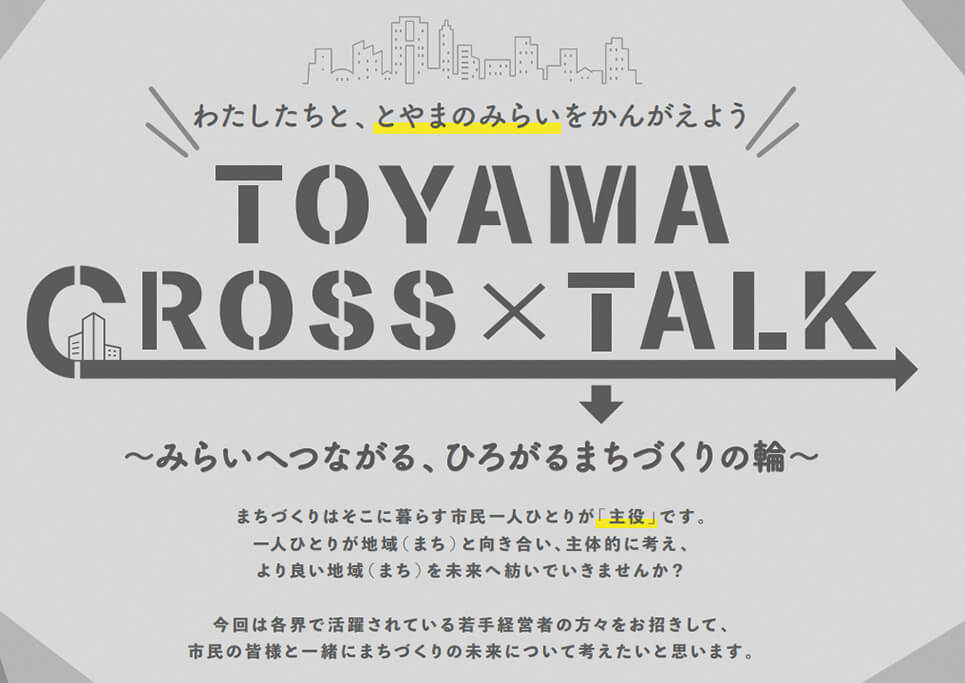 わたしたちと、とやまのみらいをかんがえよう
TOYAMA
CROSS×TALK
〜みらいへつながる、ひろがるまちづくりの輪〜
まちづくりはそこに暮らす市民一人ひとりが「主役」です。
一人ひとりが地域（まち）と向き合い、主体的に考え、
より良い地域（まち）を未来へ紡いでいきませんか？
今回は各界で活躍されている若手経営者の方々をお招きして、
市民の皆様と一緒にまちづくりの未来について考えたいと思います。